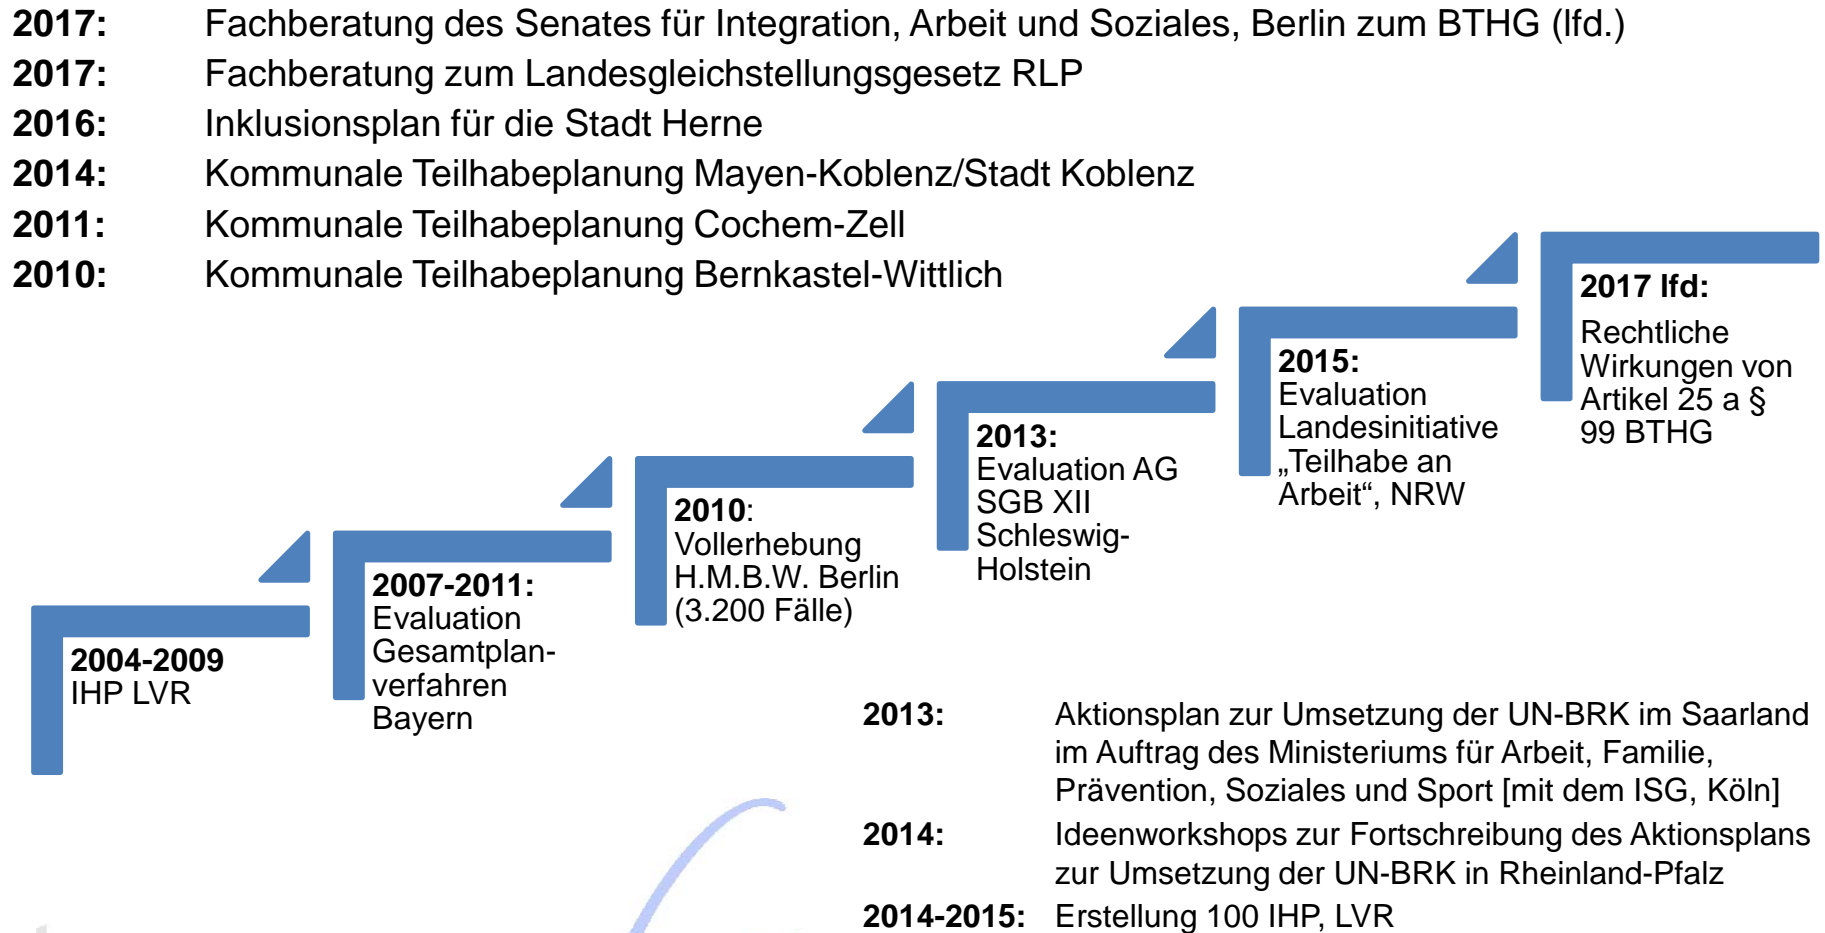 2017: Fachberatung des Senates für Integration, Arbeit und Soziales, Berlin zum BTHG (lfd.)
2017: Fachberatung zum Landesgleichstellungsgesetz RLP
2016: Inklusionsplan für die Stadt Herne
2014: Kommunale Teilhabeplanung Mayen-Koblenz/Stadt Koblenz
2011: Kommunale Teilhabeplanung Cochem-Zell
2010: Kommunale Teilhabeplanung Bernkastel-Wittlich
2004-2009
IHP LVR
2007-2011:
Evaluation
Gesamtplan-
verfahren
Bayern
2010:
Vollerhebung
H.M.B.W. Berlin
(3.200 Fälle)
2013:
Evaluation AG
SGB XII
Schleswig-
Holstein
2015:
Evaluation
Landesinitiative
„Teilhabe an
Arbeit“, NRW
2017 lfd:
Rechtliche
Wirkungen von
Artikel 25 a §
99 BTHG
2013: Aktionsplan zur Umsetzung der UN-BRK im Saarland
im Auftrag des Ministeriums für Arbeit, Familie,
Prävention, Soziales und Sport [mit dem ISG, Köln]
2014: Ideenworkshops zur Fortschreibung des Aktionsplans
zur Umsetzung der UN-BRK in Rheinland-Pfalz
2014-2015: Erstellung 100 IHP, LVR